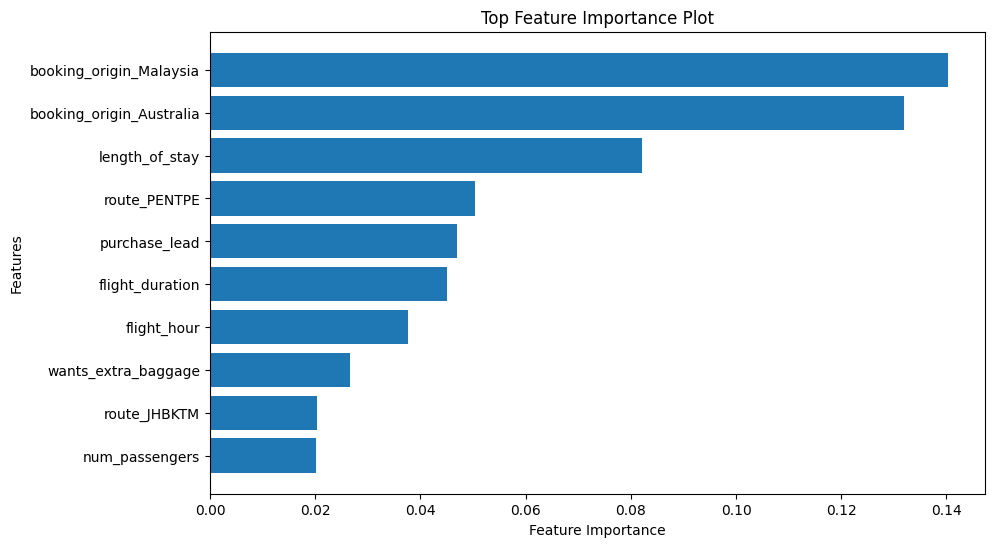 Top Feature Importance Plot
booking_origin_Malaysia
booking_origin_Australia
length_of_stay
route_PENTPE
purchase_lead
flight_duration
flight_hour
wants_extra_baggage
route_JHBKTM
num_passengers
Features
0.00 0.02 0.04 0.06 0.08 0.10 0.12 0.14
Feature Importance